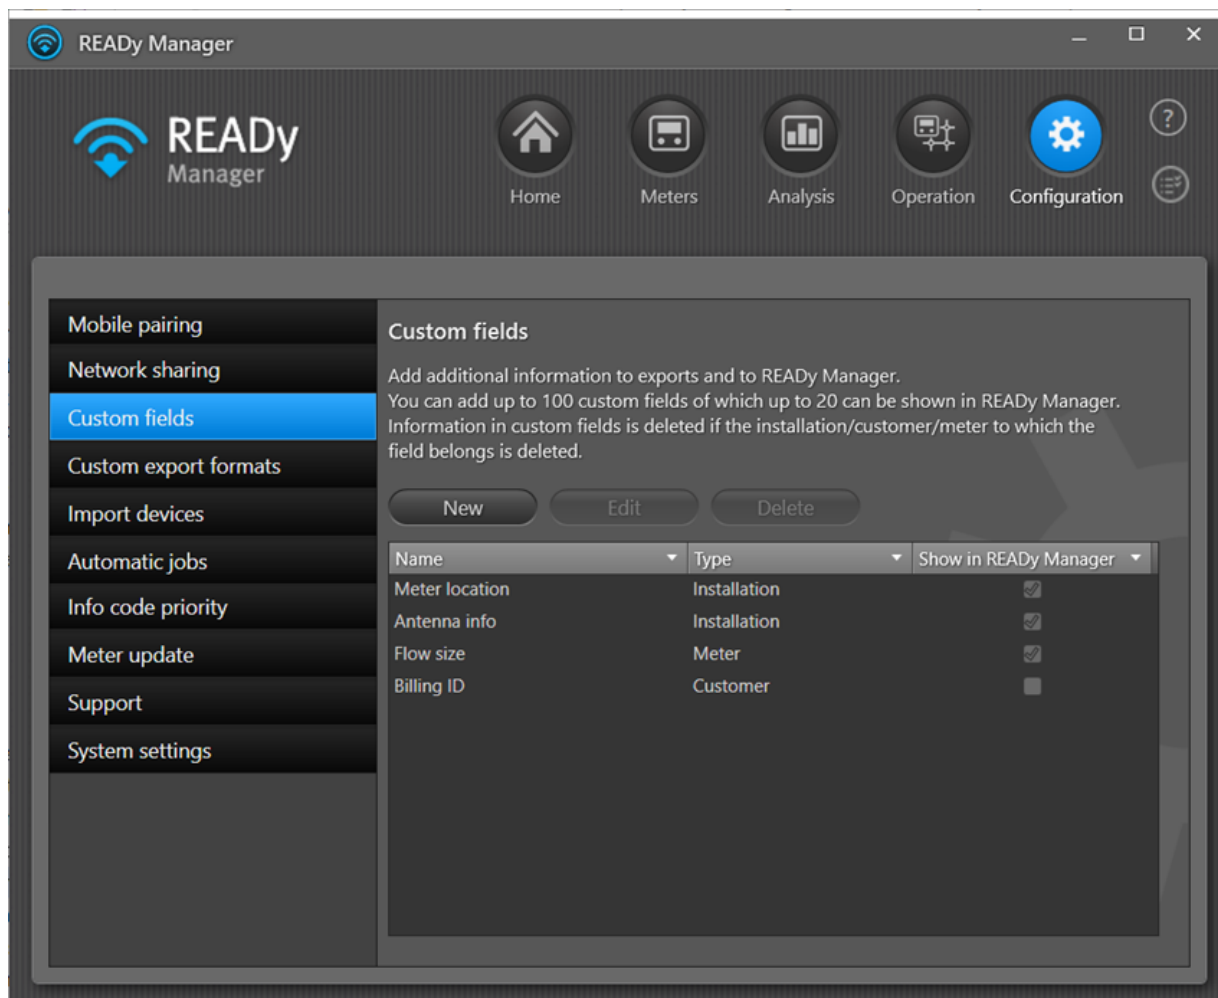 READy Manager
READy
Manager
Home
Meters
Analysis
Operation
Configuration
?
Mobile pairing
Network sharing
Custom fields
Custom export formats
Import devices
Automatic jobs
Info code priority
Meter update
Support
System settings
Custom fields
Add additional information to exports and to READy Manager.
You can add up to 100 custom fields of which up to 20 can be shown in READy Manager.
Information in custom fields is deleted if the installation/customer/meter to which the
field belongs is deleted.
New Edit Delete
Name Type Show in READy Manager
Meter location Installation
Antenna info Installation
Flow size Meter
Billing ID Customer